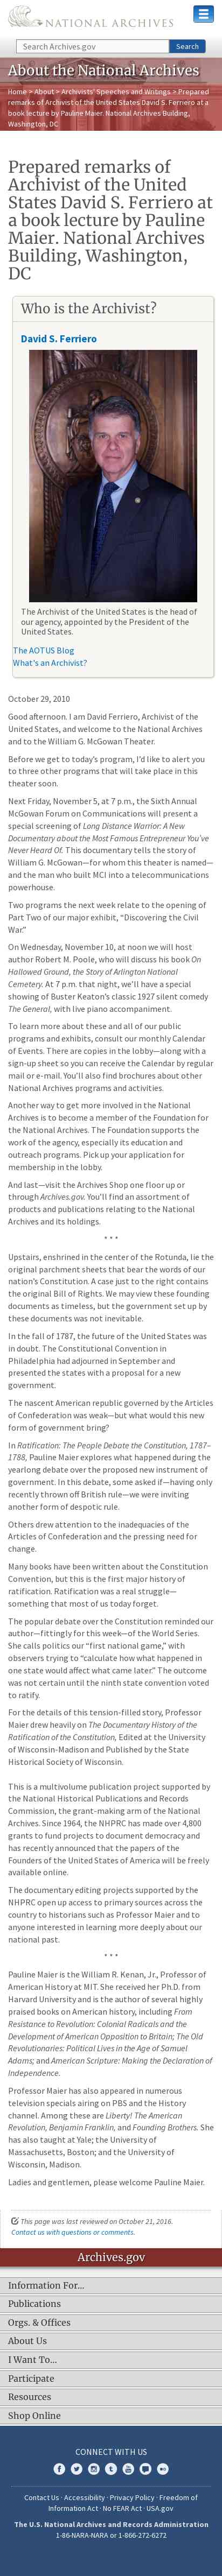 NATIONAL ARCHIVES
Search Archives.gov
Search
About the National Archives
Home > About > Archivists' Speeches and Writings > Prepared
remarks of Archivist of the United States David S. Ferriero at a
book lecture by Pauline Maier. National Archives Building,
Washington, DC
Prepared remarks of
Archivist of the United
States David S. Ferriero at
a book lecture by Pauline
Maier. National Archives
Building, Washington,
DC
Who is the Archivist?
David S. Ferriero
The Archivist of the United States is the head of
our agency, appointed by the President of the
United States.
The AOTUS Blog
What's an Archivist?
October 29, 2010
Good afternoon. I am David Ferriero, Archivist of the
United States, and welcome to the National Archives
and to the William G. McGowan Theater.
Before we get to today's program, I'd like to alert you
to three other programs that will take place in this
theater soon.
Next Friday, November 5, at 7 p.m., the Sixth Annual
McGowan Forum on Communications will present a
special screening of Long Distance Warrior: A New
Documentary about the Most Famous Entrepreneur You've
Never Heard Of. This documentary tells the story of
William G. McGowan—for whom this theater is named—
and the man who built MCI into a telecommunications
powerhouse.
Two programs the next week relate to the opening of
Part Two of our major exhibit, “Discovering the Civil
War.”
On Wednesday, November 10, at noon we will host
author Robert M. Poole, who will discuss his book On
Hallowed Ground, the Story of Arlington National
Cemetery. At 7 p.m. that night, we'll have a special
showing of Buster Keaton's classic 1927 silent comedy
The General, with live piano accompaniment.
To learn more about these and all of our public
programs and exhibits, consult our monthly Calendar
of Events. There are copies in the lobby—along with a
sign-up sheet so you can receive the Calendar by regular
mail or e-mail. You'll also find brochures about other
National Archives programs and activities.
Another way to get more involved in the National
Archives is to become a member of the Foundation for
the National Archives. The Foundation supports the
work of the agency, especially its education and
outreach programs. Pick up your application for
membership in the lobby.
And last—visit the Archives Shop one floor up or
through Archives.gov. You'll find an assortment of
products and publications relating to the National
Archives and its holdings.
* * *
Upstairs, enshrined in the center of the Rotunda, lie the
original parchment sheets that bear the words of our
nation's Constitution. A case just to the right contains
the original Bill of Rights. We may view these founding
documents as timeless, but the government set up by
these documents was not inevitable.
In the fall of 1787, the future of the United States was
in doubt. The Constitutional Convention in
Philadelphia had adjourned in September and
presented the states with a proposal for a new
government.
The nascent American republic governed by the Articles
of Confederation was weak—but what would this new
form of government bring?
In Ratification: The People Debate the Constitution, 1787–
1788, Pauline Maier explores what happened during the
yearlong debate over the proposed new instrument of
government. In this debate, some asked if—having only
recently thrown off British rule—we were inviting
another form of despotic rule.
Others drew attention to the inadequacies of the
Articles of Confederation and the pressing need for
change.
Many books have been written about the Constitution
Convention, but this is the first major history of
ratification. Ratification was a real struggle—
something that most of us today forget.
The popular debate over the Constitution reminded our
author—fittingly for this week—of the World Series.
She calls politics our “first national game,” with
observers trying to “calculate how what happened in
one state would affect what came later.” The outcome
was not certain until the ninth state convention voted
to ratify.
For the details of this tension-filled story, Professor
Maier drew heavily on The Documentary History of the
Ratification of the Constitution, Edited at the University
of Wisconsin-Madison and Published by the State
Historical Society of Wisconsin.
This is a multivolume publication project supported by
the National Historical Publications and Records
Commission, the grant-making arm of the National
Archives. Since 1964, the NHPRC has made over 4,800
grants to fund projects to document democracy and we
has recently announced that the papers of the
Founders of the United States of America will be freely
available online.
The documentary editing projects supported by the
NHPRC open up access to primary sources across the
country to historians such as Professor Maier and to
anyone interested in learning more deeply about our
national past.
* * *
Pauline Maier is the William R. Kenan, Jr., Professor of
American History at MIT. She received her Ph.D. from
Harvard University and is the author of several highly
praised books on American history, including From
Resistance to Revolution: Colonial Radicals and the
Development of American Opposition to Britain; The Old
Revolutionaries: Political Lives in the Age of Samuel
Adams; and American Scripture: Making the Declaration of
Independence.
Professor Maier has also appeared in numerous
television specials airing on PBS and the History
channel. Among these are Liberty! The American
Revolution, Benjamin Franklin, and Founding Brothers. She
has also taught at Yale; the University of
Massachusetts, Boston; and the University of
Wisconsin, Madison.
Ladies and gentlemen, please welcome Pauline Maier.
This page was last reviewed on October 21, 2016.
Contact us with questions or comments.
Archives.gov
Information For…
Publications
Orgs. & Offices
About Us
I Want To…
Participate
Resources
Shop Online
CONNECT WITH US
Contact Us · Accessibility · Privacy Policy · Freedom of
Information Act · No FEAR Act · USA.gov
The U.S. National Archives and Records Administration
1-86-NARA-NARA or 1-866-272-6272